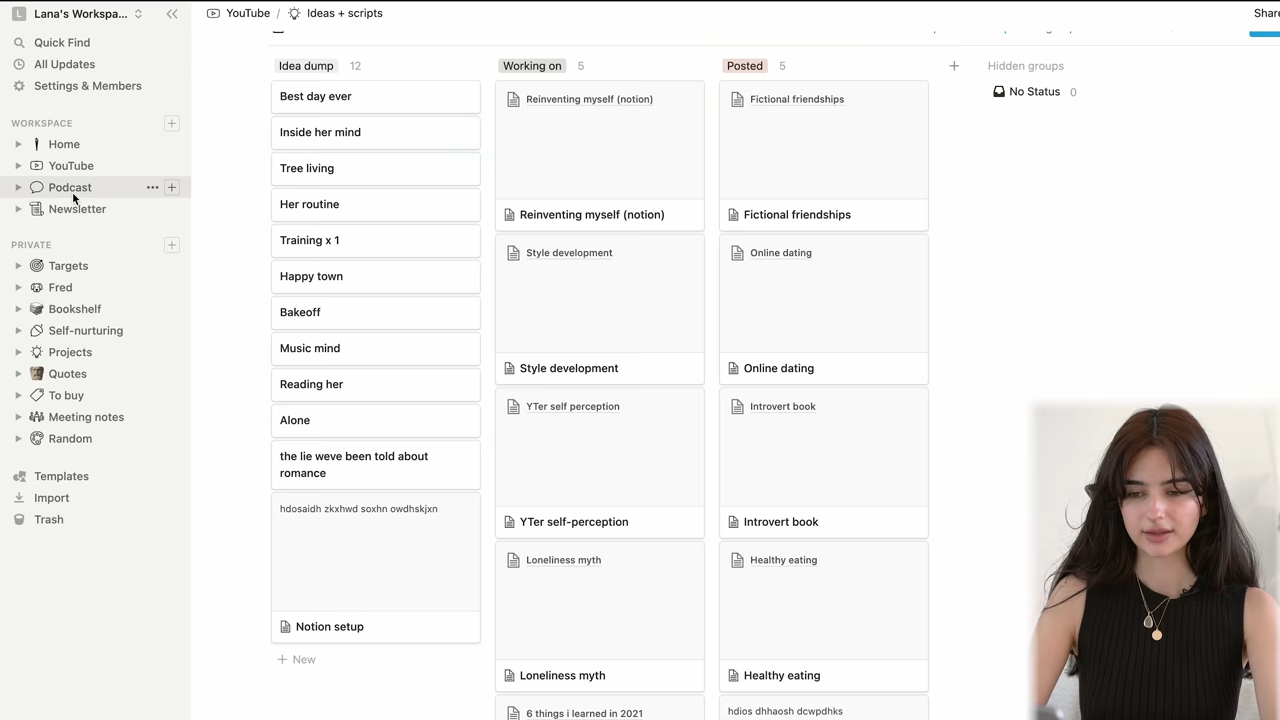 L Lana's Workspa...
YouTube / Ideas + scripts
Share
Quick Find
All Updates
Settings & Members
WORKSPACE
Home
YouTube
Podcast
Newsletter
PRIVATE
Targets
Fred
Bookshelf
Self-nurturing
Projects
Quotes
To buy
Meeting notes
Random
Templates
Import
Trash
Idea dump 12
Best day ever
Inside her mind
Tree living
Her routine
Training x 1
Happy town
Bakeoff
Music mind
Reading her
Alone
the lie weve been told about
romance
hdosaidh zkxhwd soxhn owdhskjxn
Notion setup
+ New
Working on 5
Reinventing myself (notion)
Reinventing myself (notion)
Style development
Style development
YTer self perception
YTer self-perception
Loneliness myth
Loneliness myth
6 things i learned in 2021
Posted 5
Fictional friendships
Fictional friendships
Online dating
Online dating
Introvert book
Introvert book
Healthy eating
Healthy eating
hdios dhhaosh dcwpdhks
Hidden groups
No Status 0